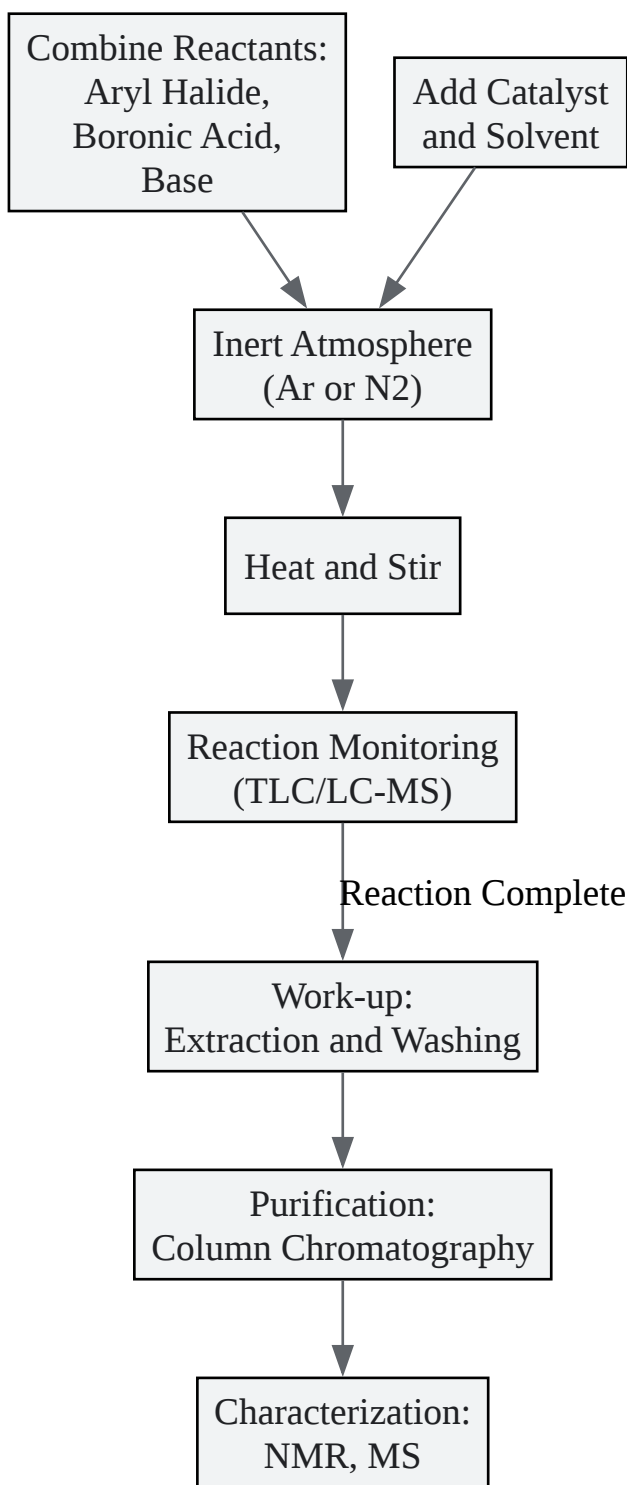 Combine Reactants:
Aryl Halide,
Boronic Acid,
Base
Add Catalyst
and Solvent
Inert Atmosphere
(Ar or N2)
Heat and Stir
Reaction Monitoring
(TLC/LC-MS)
Reaction Complete
Work-up:
Extraction and Washing
Purification:
Column Chromatography
Characterization:
NMR, MS